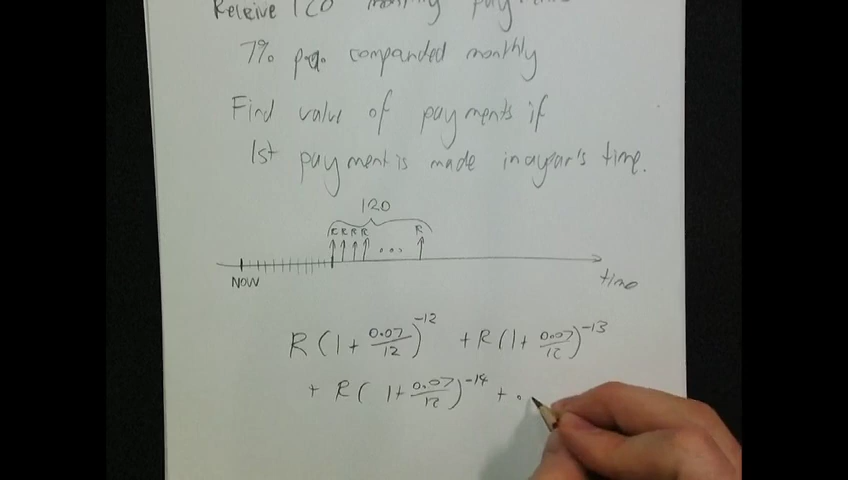 Receive 120 monthly payments
7% p.a. compounded monthly
Find value of payments if
1st payment is made in a year's time.
120
R R R R ... R
NOW
time
R(1 + 0.07/12)^-12 + R(1 + 0.07/12)^-13
+ R(1 + 0.07/12)^-14 + .